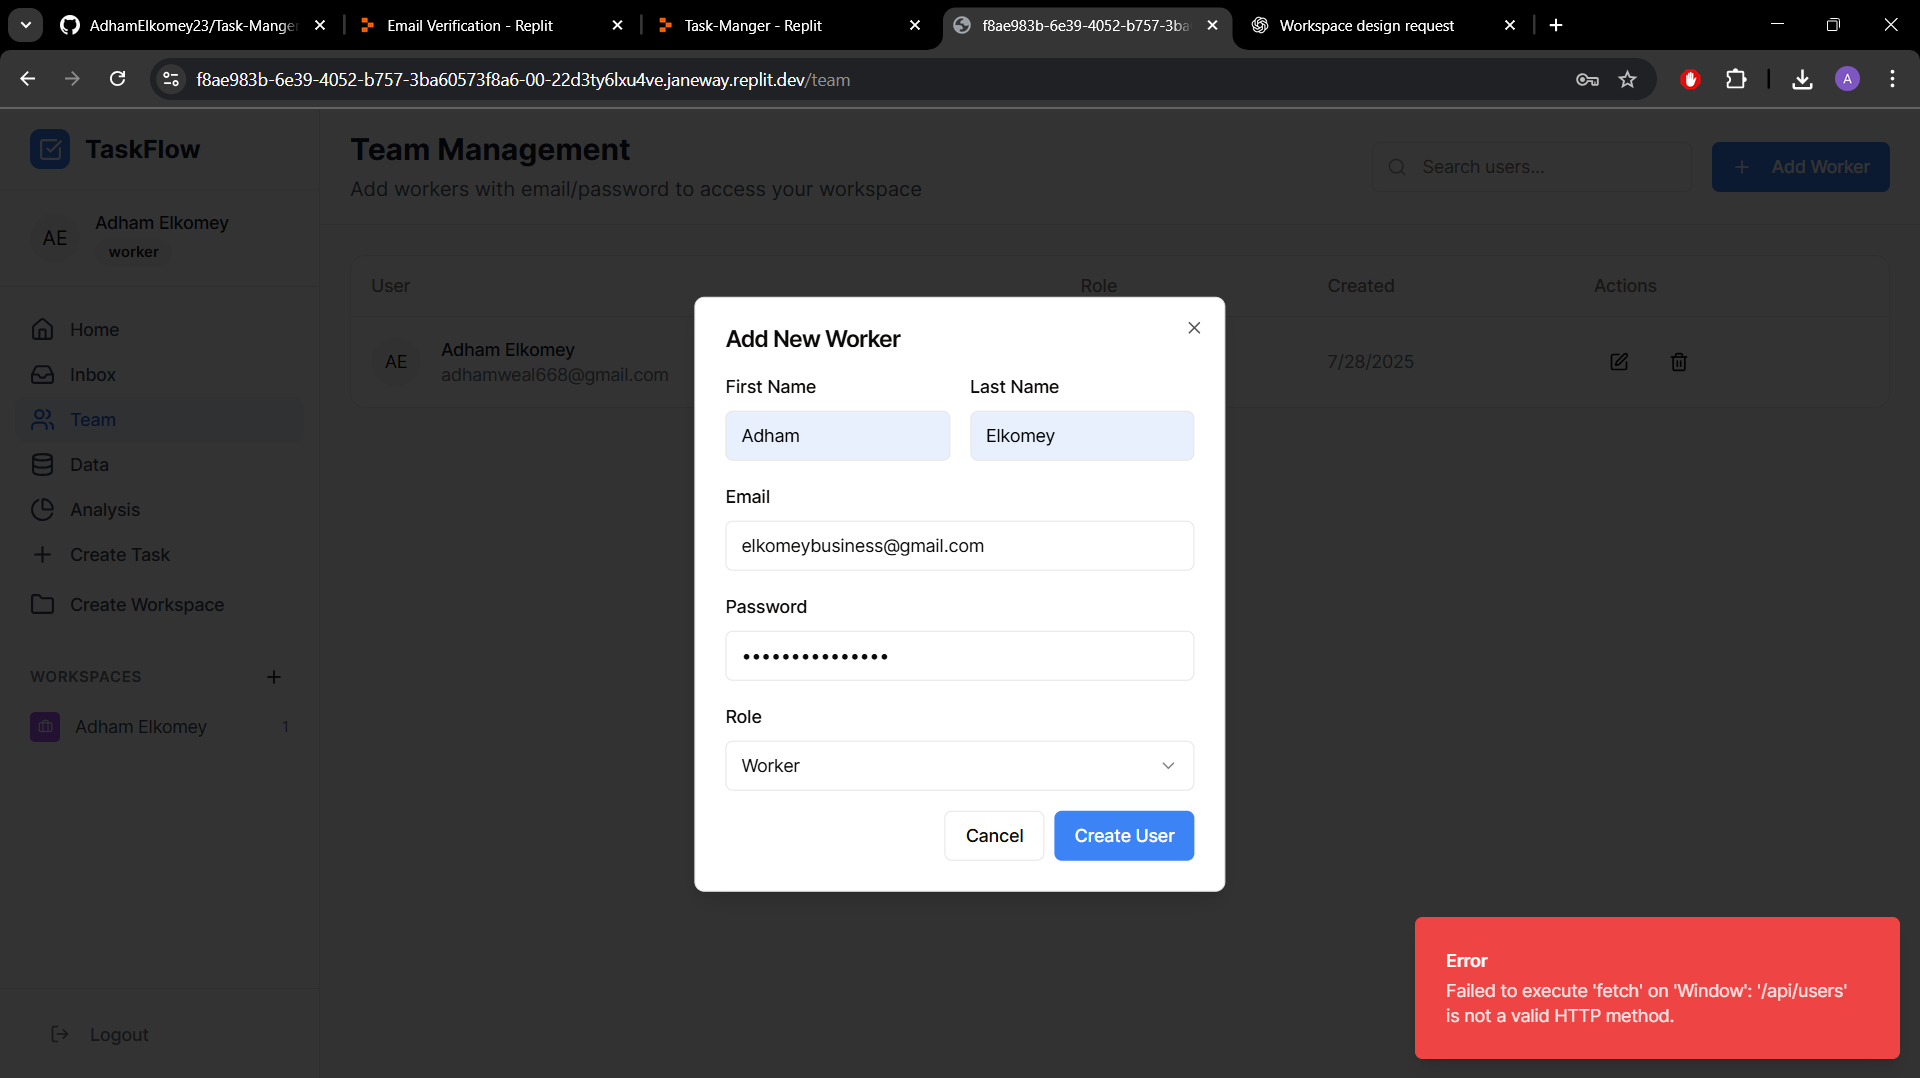 AdhamElkomey23/Task-Manger
Email Verification - Replit
Task-Manger - Replit
f8ae983b-6e39-4052-b757-3ba
Workspace design request
f8ae983b-6e39-4052-b757-3ba60573f8a6-00-22d3ty6lxu4ve.janeway.replit.dev/team
A
TaskFlow
AE
Adham Elkomey
worker
Home
Inbox
Team
Data
Analysis
Create Task
Create Workspace
WORKSPACES
Adham Elkomey 1
Logout
Team Management
Add workers with email/password to access your workspace
Search users...
Add Worker
User Role Created Actions
AE
Adham Elkomey
adhamweal668@gmail.com
7/28/2025
Add New Worker
First Name Last Name
Adham Elkomey
Email
elkomeybusiness@gmail.com
Password
•••••••••••••••
Role
Worker
Cancel Create User
Error
Failed to execute 'fetch' on 'Window': '/api/users'
is not a valid HTTP method.